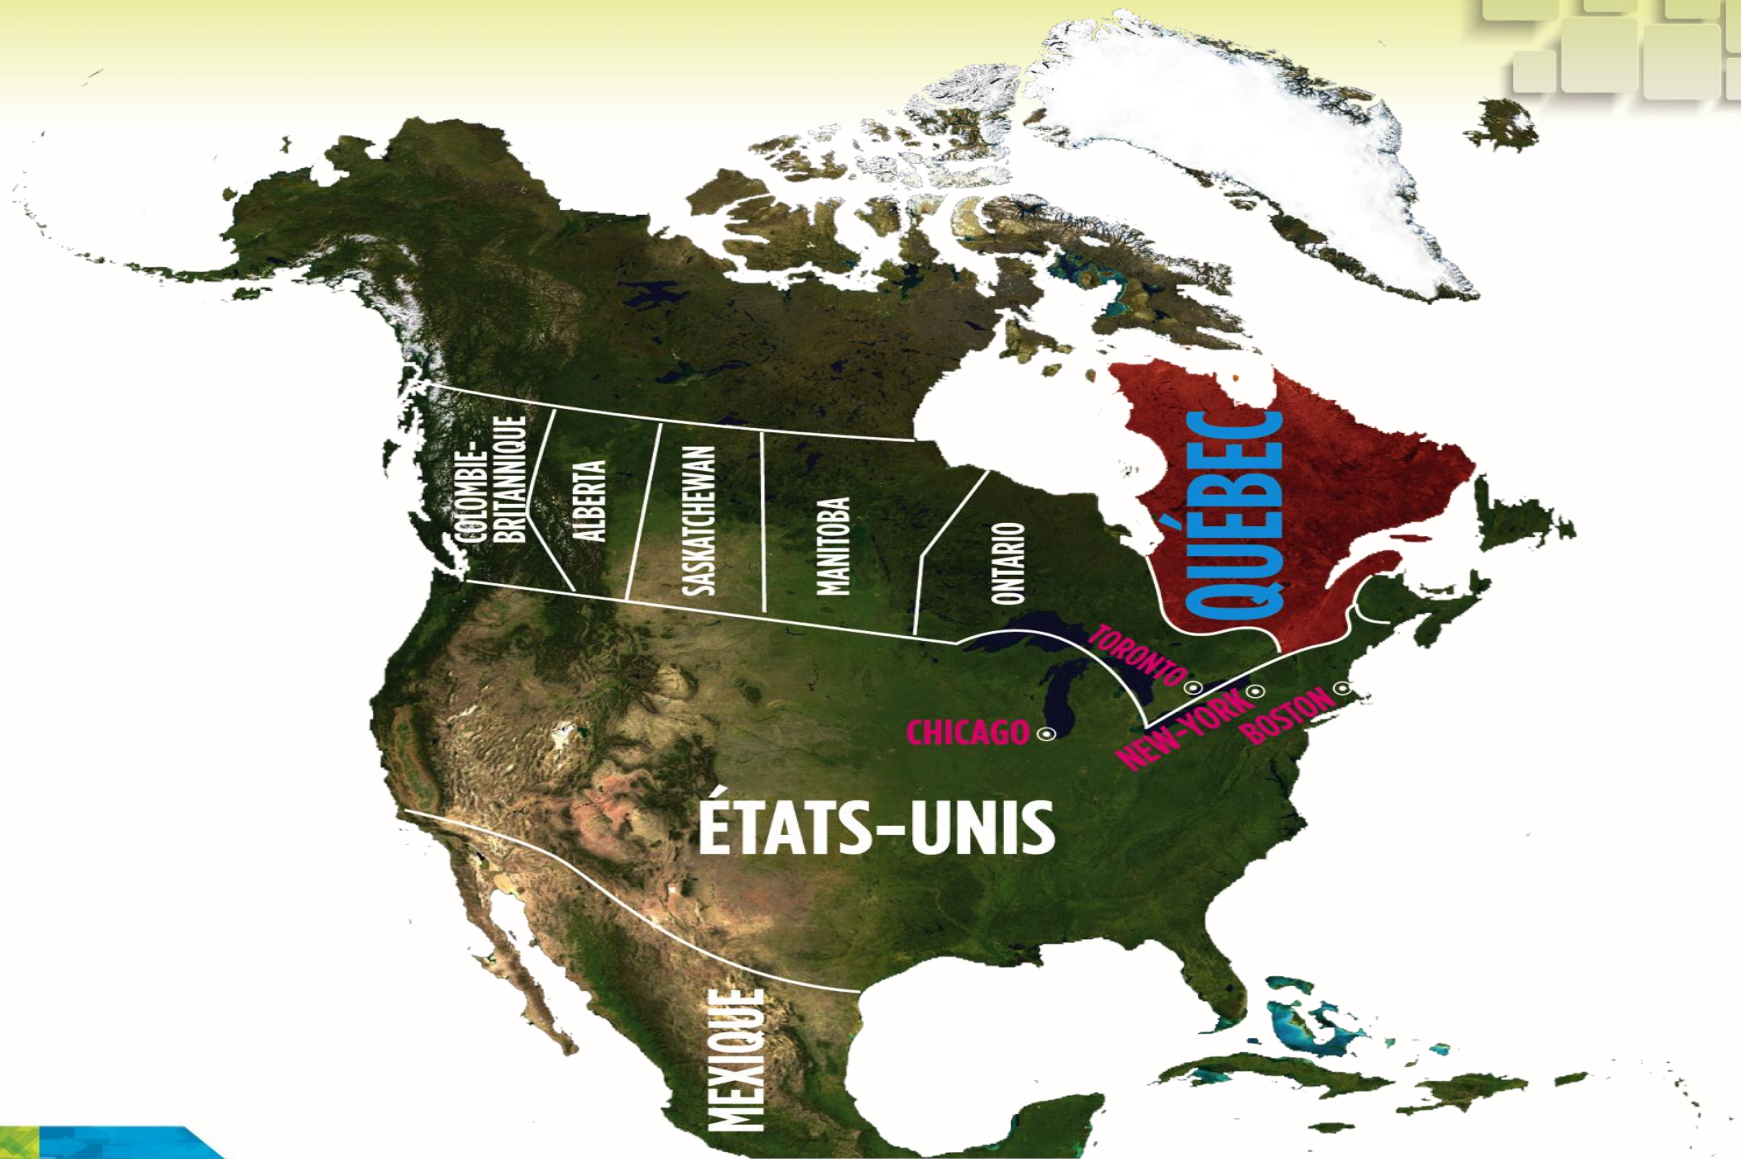 COLOMBIE-
BRITANNIQUE
ALBERTA
SASKATCHEWAN
MANITOBA
ONTARIO
QUÉBEC
TORONTO
CHICAGO
NEW-YORK
BOSTON
ÉTATS-UNIS
MEXIQUE